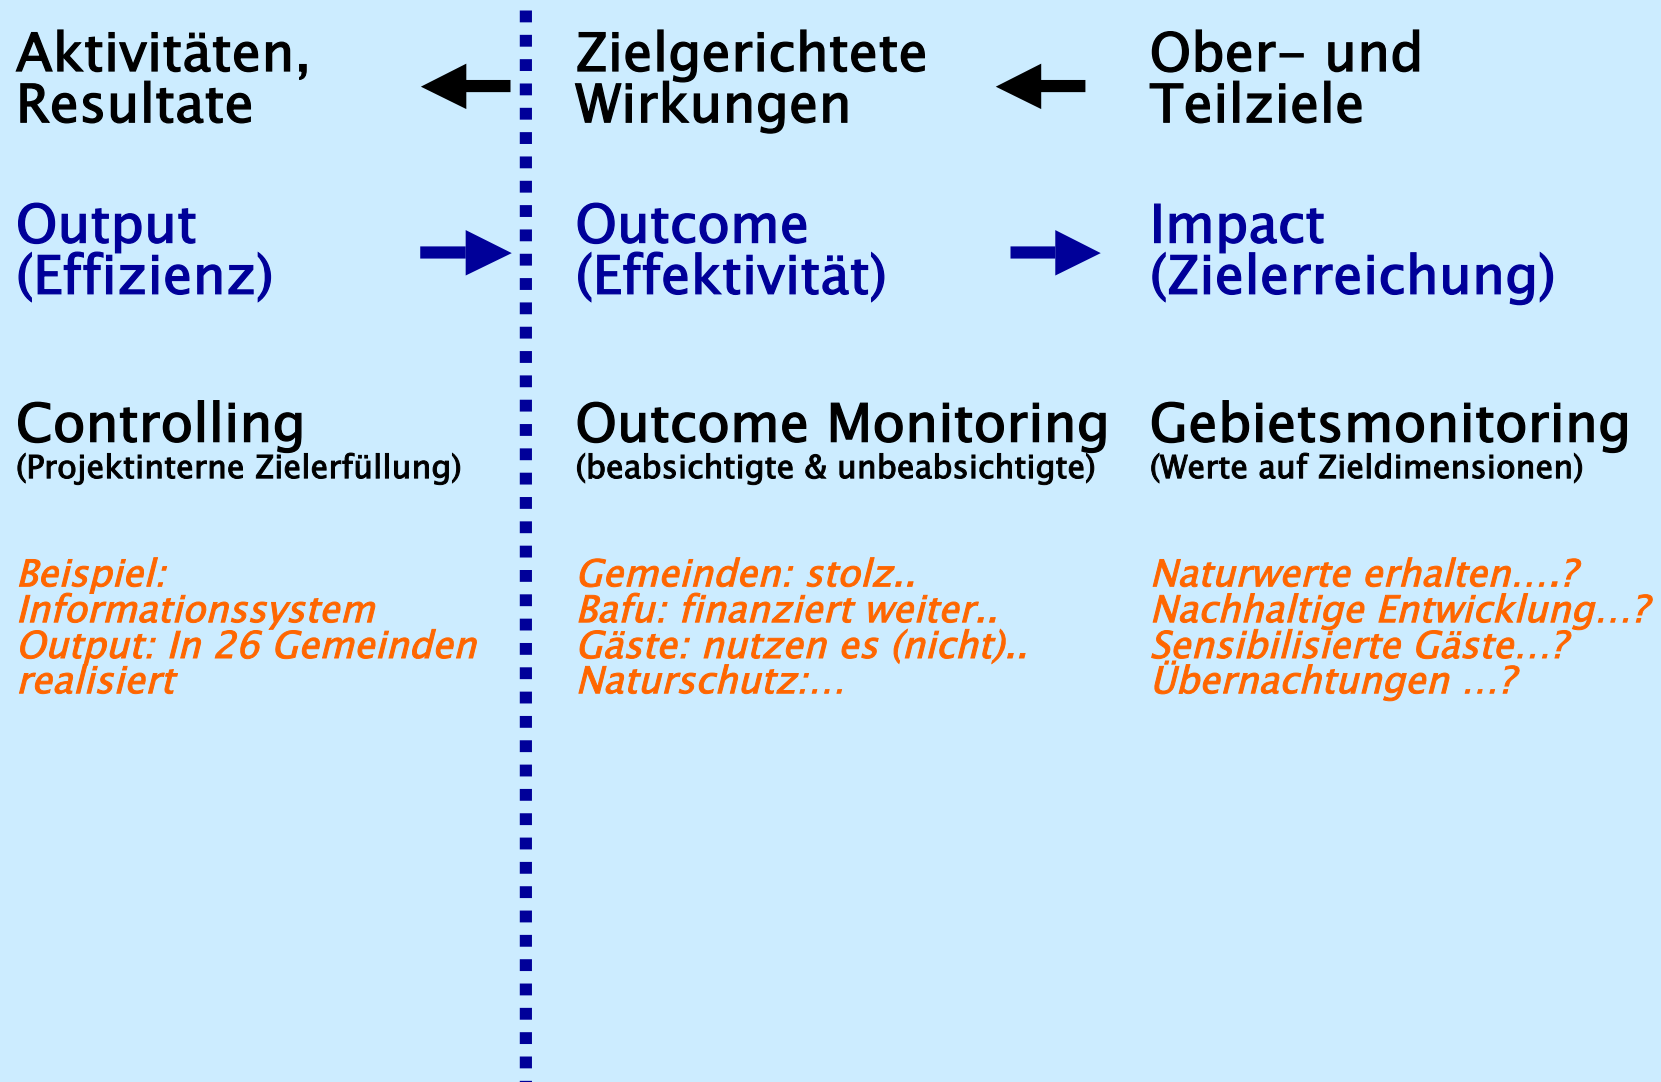 Aktivitäten,
Resultate
Zielgerichtete
Wirkungen
Ober- und
Teilziele
Output
(Effizienz)
Outcome
(Effektivität)
Impact
(Zielerreichung)
Controlling
(Projektinterne Zielerfüllung)
Outcome Monitoring
(beabsichtigte & unbeabsichtigte)
Gebietsmonitoring
(Werte auf Zieldimensionen)
Beispiel:
Informationssystem
Output: In 26 Gemeinden
realisiert
Gemeinden: stolz..
Bafu: finanziert weiter..
Gäste: nutzen es (nicht)..
Naturschutz:…
Naturwerte erhalten….?
Nachhaltige Entwicklung…?
Sensibilisierte Gäste…?
Übernachtungen …?